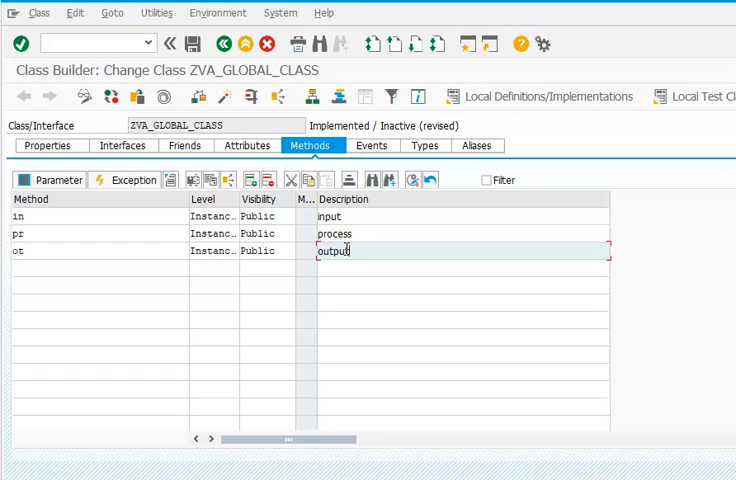 Class Edit Goto Utilities Environment System Help
Class Builder: Change Class ZVA_GLOBAL_CLASS
Local Definitions/Implementations Local Test C
Class/Interface ZVA_GLOBAL_CLASS Implemented / Inactive (revised)
Properties Interfaces Friends Attributes Methods Events Types Aliases
Parameter Exception Filter
Method Level Visibility M... Description
in Instanc.. Public input
pr Instanc.. Public process
ot Instanc.. Public output